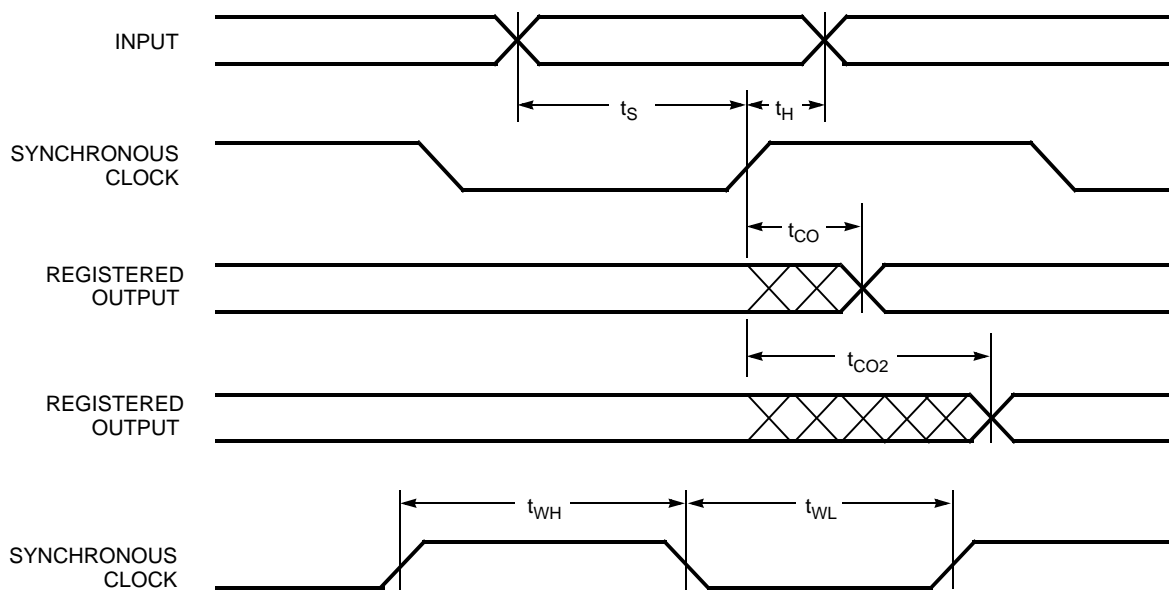 INPUT
tS
tH
SYNCHRONOUS
CLOCK
tCO
REGISTERED
OUTPUT
tCO2
REGISTERED
OUTPUT
tWH
tWL
SYNCHRONOUS
CLOCK